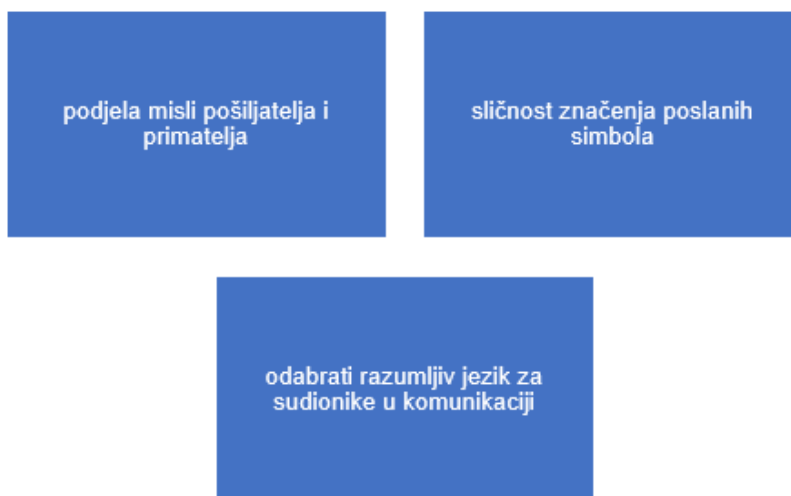 podjela misli pošiljatelja i
primatelja
sličnost značenja poslanih
simbola
odabrati razumljiv jezik za
sudionike u komunikaciji